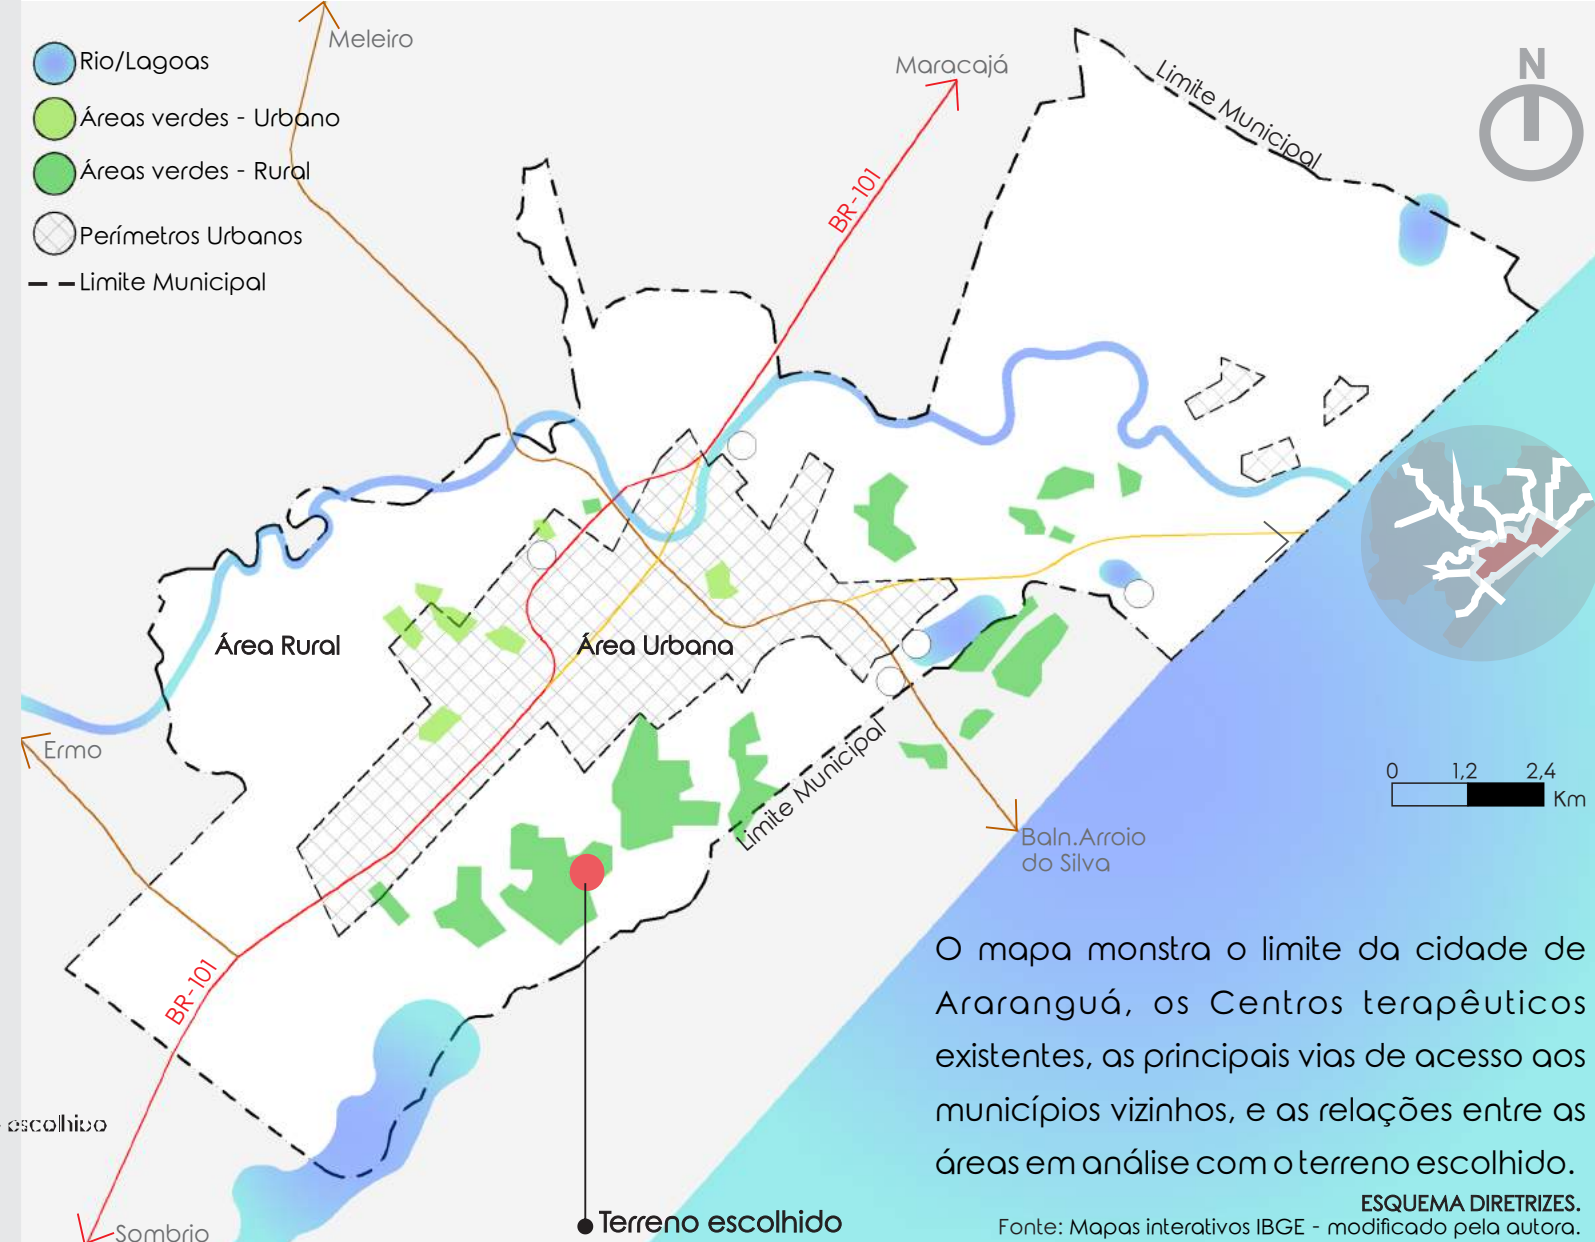 Rio/Lagoas
Áreas verdes - Urbano
Áreas verdes - Rural
Perímetros Urbanos
Limite Municipal
Meleiro
Maracajá
BR-101
Limite Municipal
N
Área Rural
Área Urbana
Ermo
Limite Municipal
0 1,2 2,4
Km
Baln.Arroio
do Silva
BR-101
escolhido
Sombrio
Terreno escolhido
O mapa monstra o limite da cidade de
Araranguá, os Centros terapêuticos
existentes, as principais vias de acesso aos
municípios vizinhos, e as relações entre as
áreas em análise com o terreno escolhido.
ESQUEMA DIRETRIZES.
Fonte: Mapas interativos IBGE - modificado pela autora.